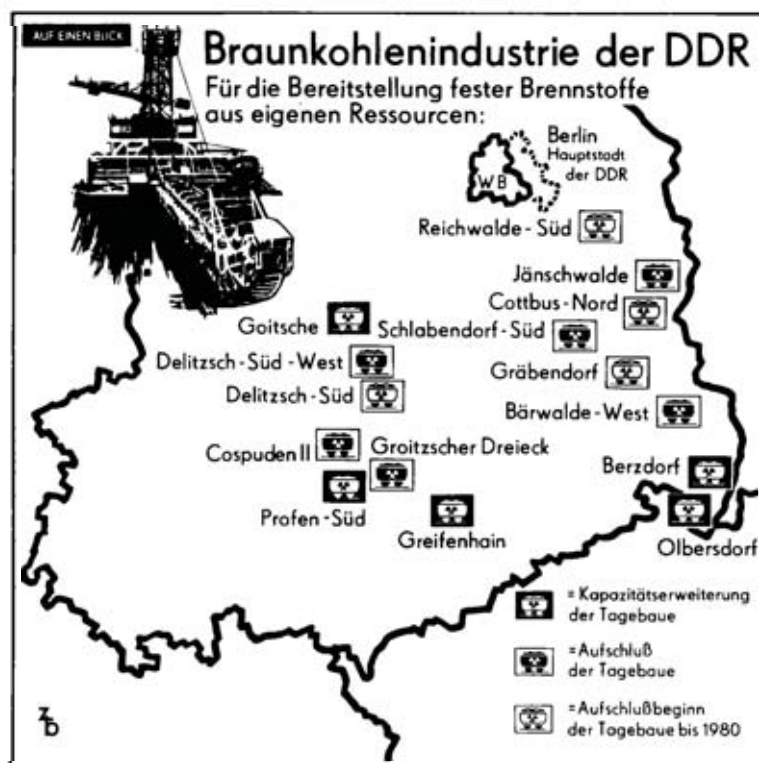 AUF EINEN BLICK
Braunkohlenindustrie der DDR
Für die Bereitstellung fester Brennstoffe
aus eigenen Ressourcen:
Berlin
Hauptstadt
der DDR
WB
Reichwalde-Süd
Jänschwalde
Cottbus-Nord
Goitsche
Schlabendorf-Süd
Delitzsch-Süd-West
Gräbendorf
Delitzsch-Süd
Bärwalde-West
Cospuden II
Groitzscher Dreieck
Berzdorf
Profen-Süd
Greifenhain
Olbersdorf
=Kapazitätserweiterung
der Tagebaue
=Aufschluß
der Tagebaue
=Aufschlußbeginn
der Tagebaue bis 1980
zb